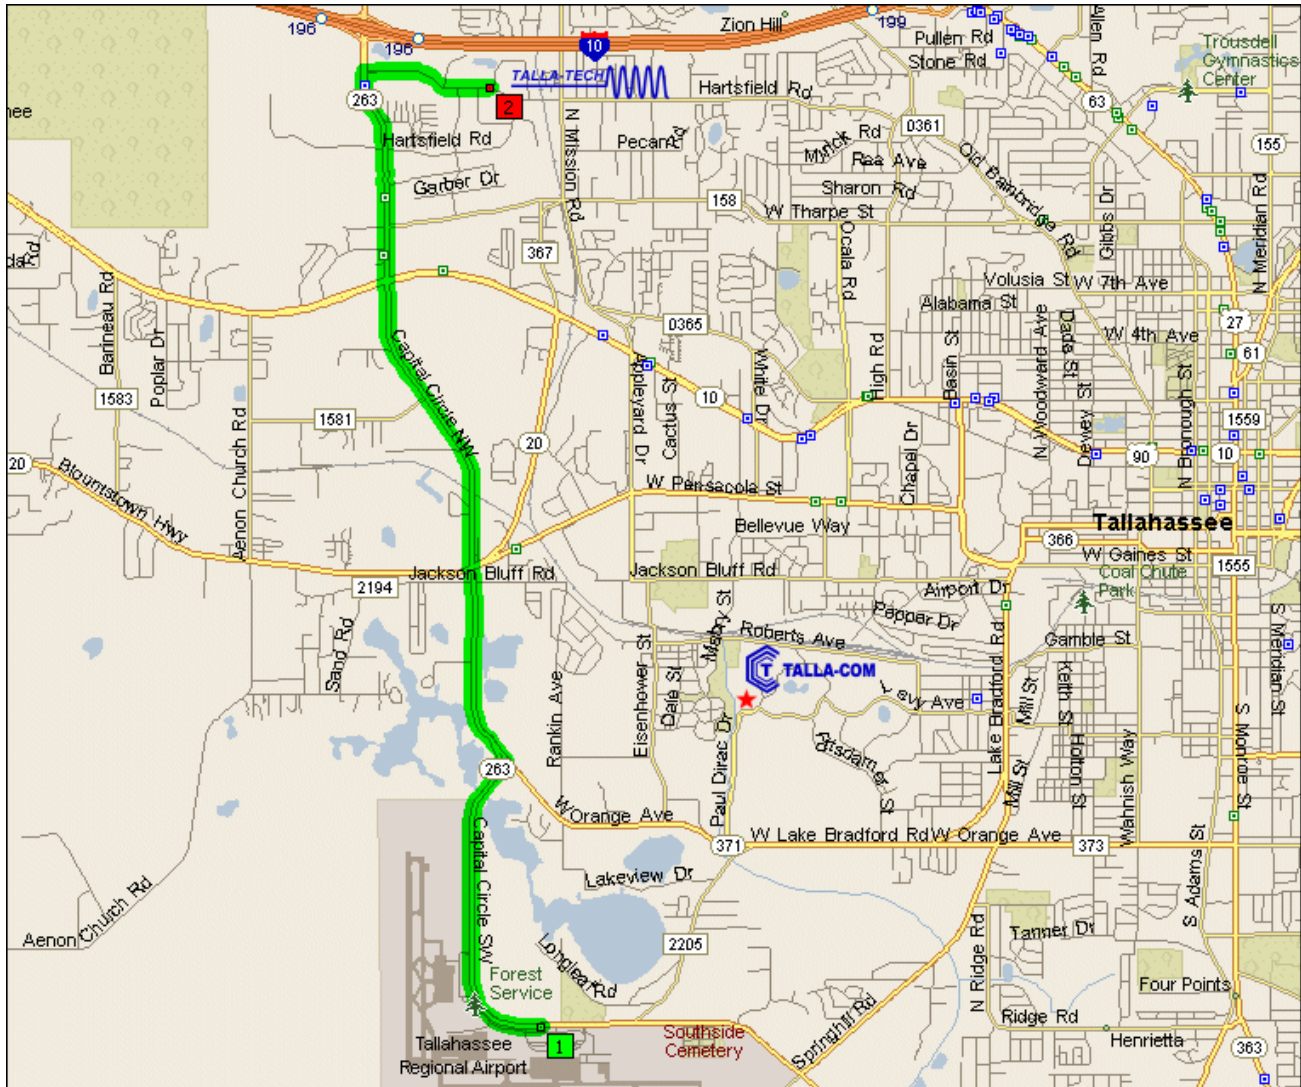 Zion Hill
199
196
196
Pullen Rd
Allen Rd
Trousdell
Gymnastics
Center
10
Stone Rd
TALLA-TECH
Hartsfield Rd
263
2
63
0361
N Mission Rd
Hartsfield Rd
Pecan Rd
Myrick Rd
Raa Ave
Old Bainbridge Rd
155
Garber Dr
Sharon Rd
158
W Tharpe St
Gibbs Dr
N Meridian Rd
367
Ocala Rd
Barineau Rd
Volusia St
W 7th Ave
Alabama St
Poplar Dr
0365
27
W 4th Ave
Capital Circle NW
Appleyard Dr
Cactus St
White Dr
High Rd
Basin St
N Woodward Ave
Dada St
Dewey St
N Bronough St
61
1583
1581
10
1559
Aenon Church Rd
20
Chapel Dr
90
10
20
Blountstown Hwy
W Pensacola St
Bellevue Way
Tallahassee
366
W Gaines St
Jackson Bluff Rd
Jackson Bluff Rd
1555
Coal Chute
Park
2194
Airport Dr
Mabry St
Pepper Dr
Roberts Ave
Sand Rd
Gamble St
S Meridian St
TALLA-COM
Eisenhower St
Dale St
Rankin Ave
Levy Ave
Lake Bradford Rd
Mill St
Keith St
Paul Dirac Dr
Holton St
Wahnish Way
S Monroe St
263
Mill St
W Orange Ave
W Lake Bradford Rd
W Orange Ave
371
373
Capital Circle SW
Lakeview Dr
S Adams St
Aenon Church Rd
2205
N Ridge Rd
Tanner Dr
Longleaf Rd
Forest
Service
Four Points
Springhill Rd
Ridge Rd
Southside
Cemetery
Henrietta
363
1
Tallahassee
Regional Airport